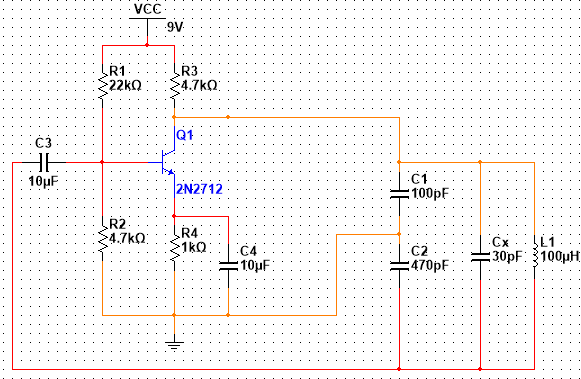 VCC
9V
R1
22kΩ
R3
4.7kΩ
Q1
2N2712
C3
10µF
R2
4.7kΩ
R4
1kΩ
C4
10µF
C1
100pF
C2
470pF
Cx
30pF
L1
100µH